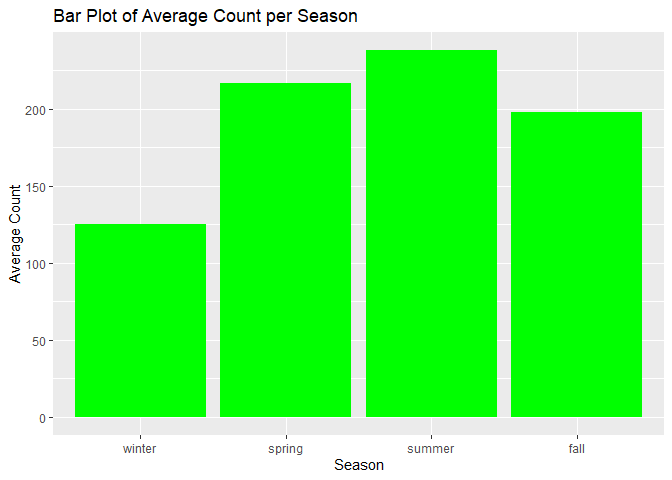 Bar Plot of Average Count per Season
Average Count
200
150
100
50
0
winter spring summer fall
Season